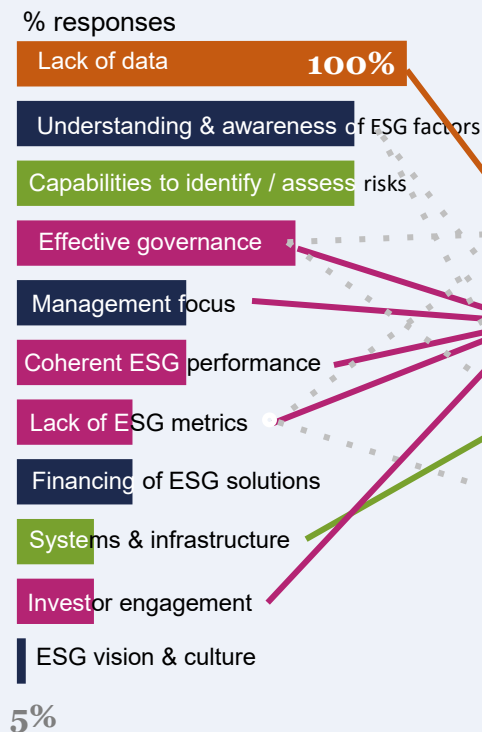 % responses
Lack of data 100%
Understanding & awareness of ESG factors
Capabilities to identify / assess risks
Effective governance
Management focus
Coherent ESG performance
Lack of ESG metrics
Financing of ESG solutions
Systems & infrastructure
Investor engagement
ESG vision & culture
5%